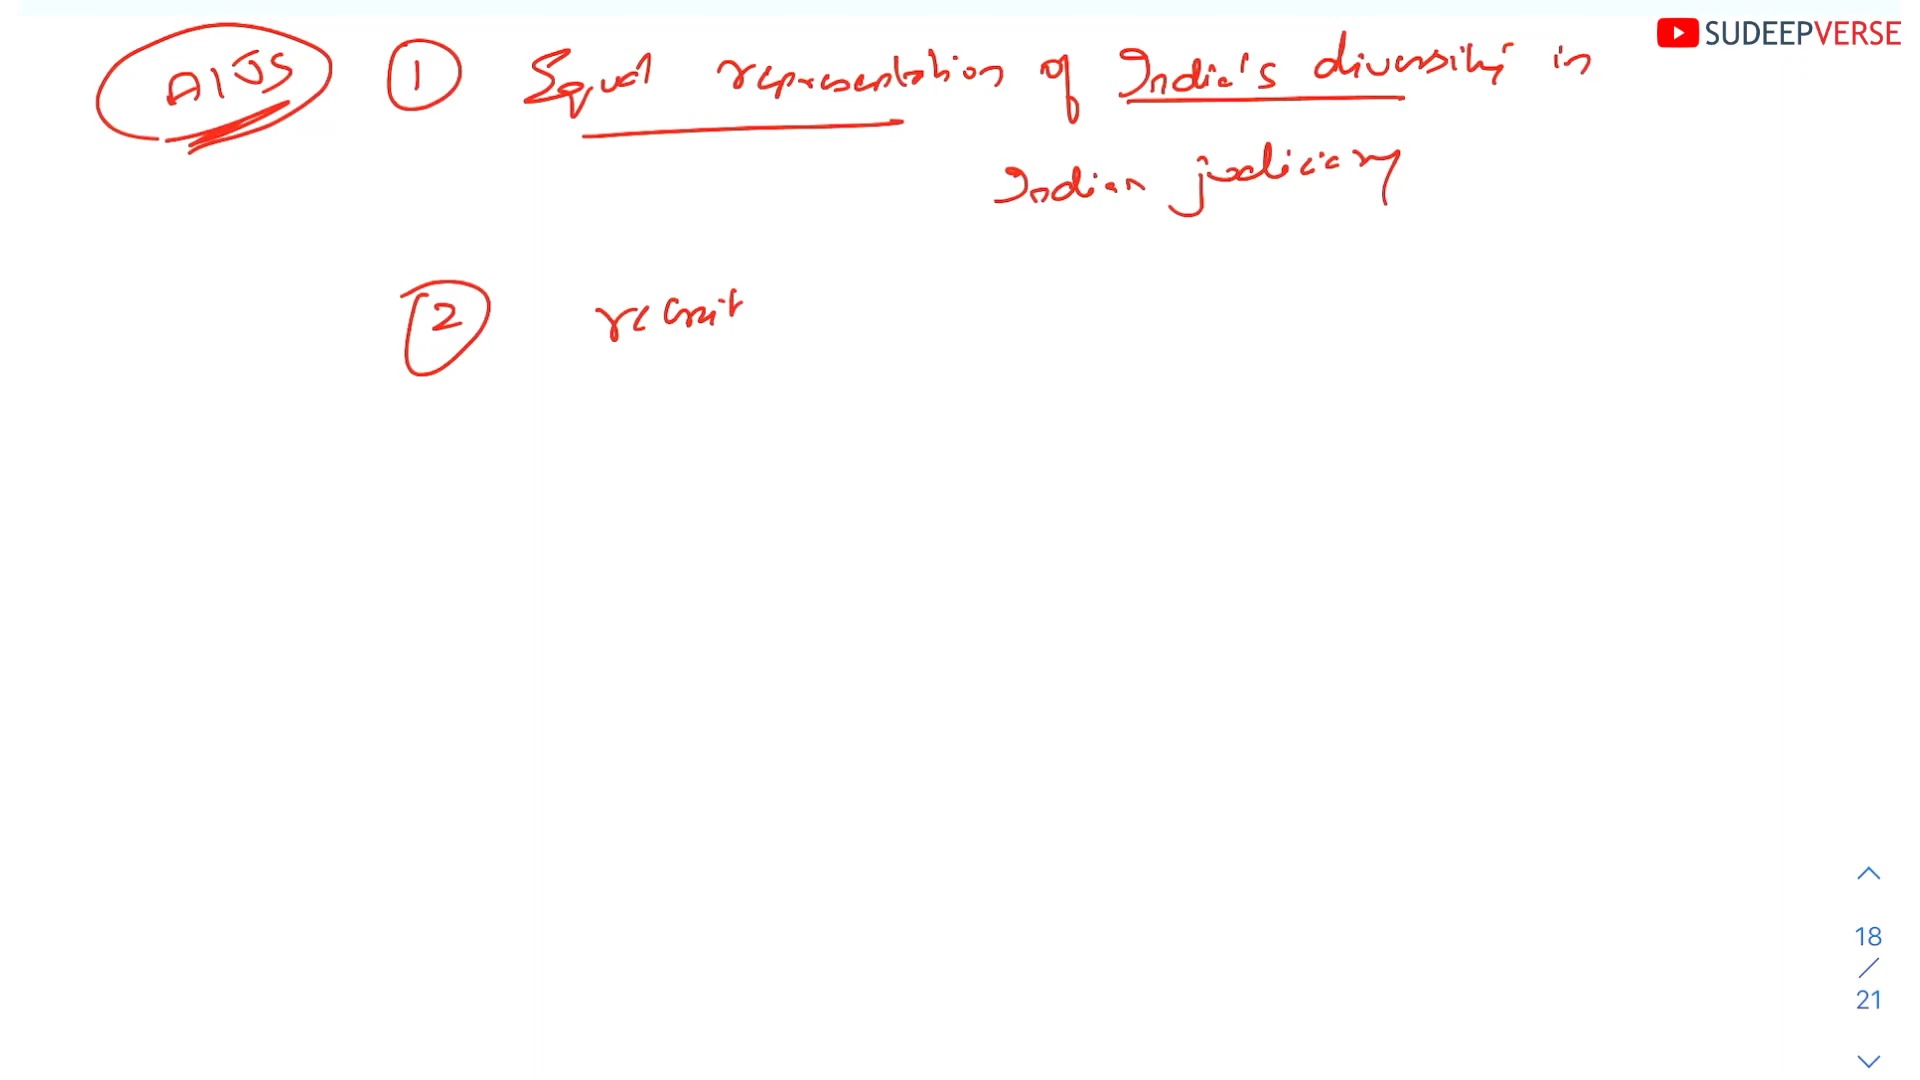 SUDEEPVERSE
AIJS 1 Equal representation of India's diversity in
Indian judiciary
2 recruit
18
/
21